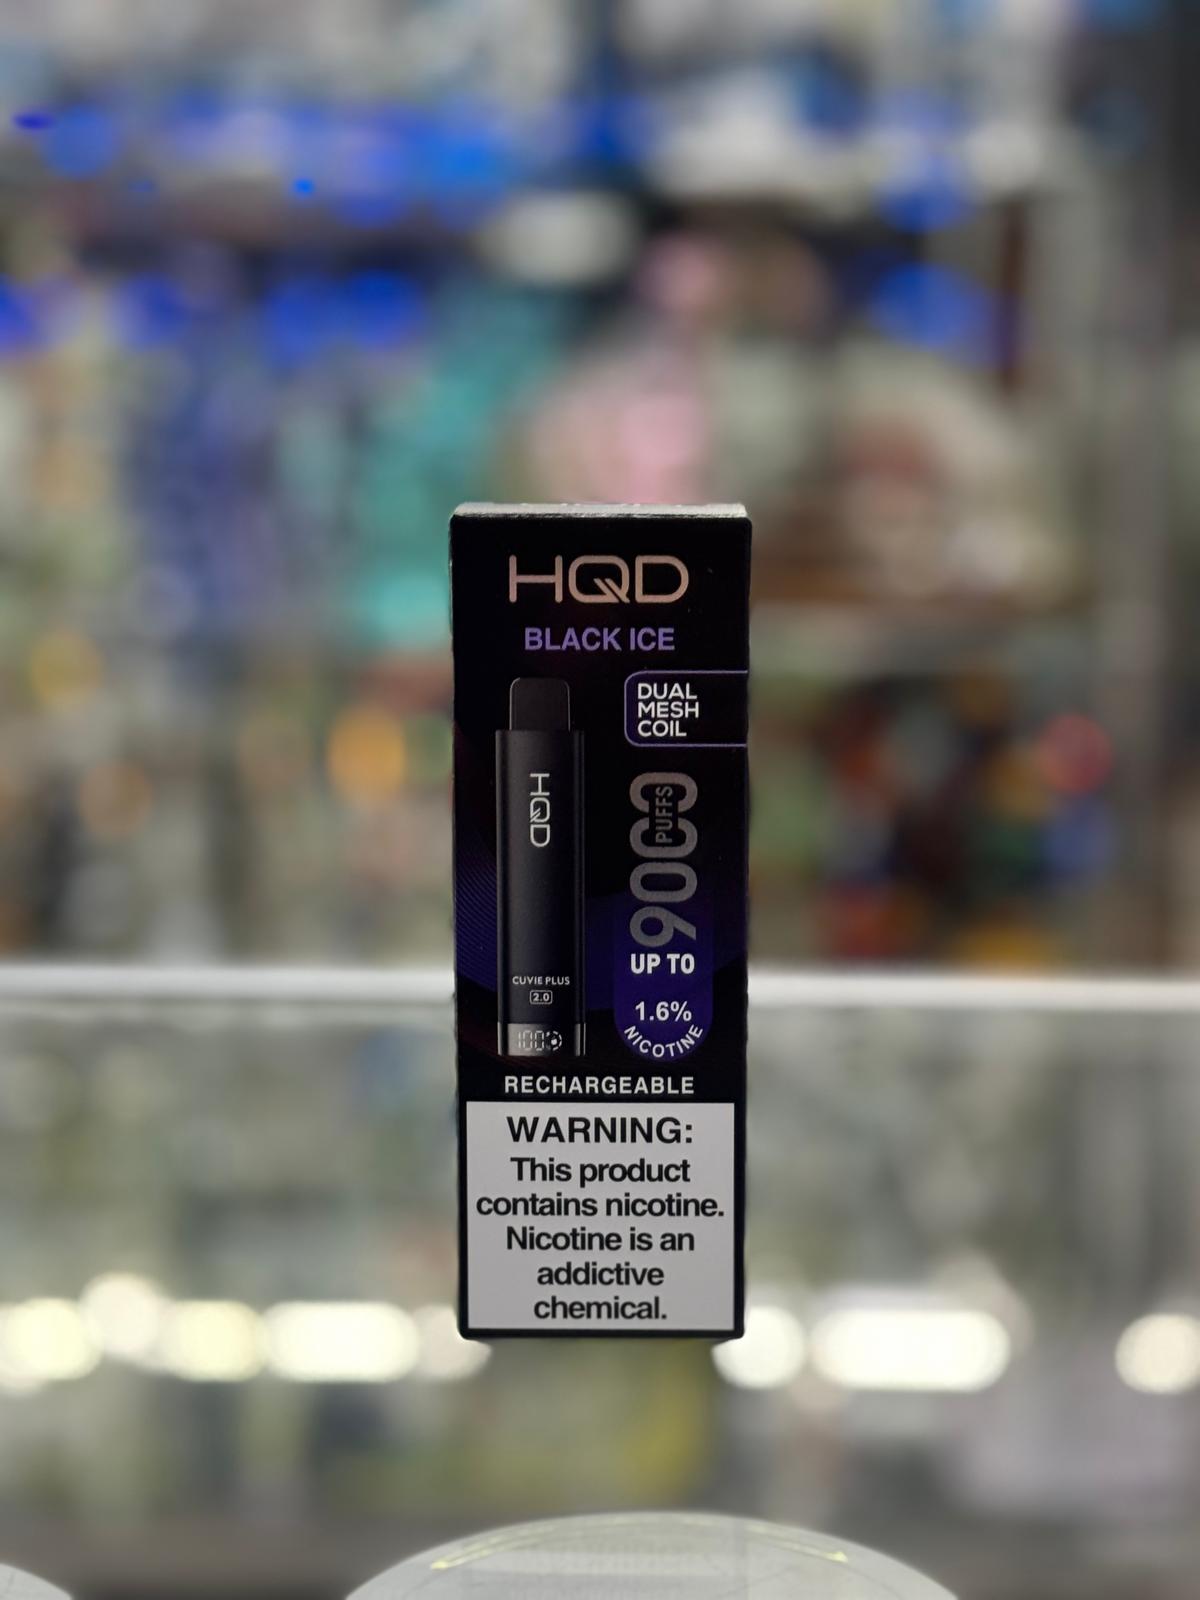 HQD
BLACK ICE
DUAL
MESH
COIL
HQD
9000
PUFFS
UP TO
1.6%
NICOTINE
CUVIE PLUS
2.0
100
RECHARGEABLE
WARNING:
This product
contains nicotine.
Nicotine is an
addictive
chemical.